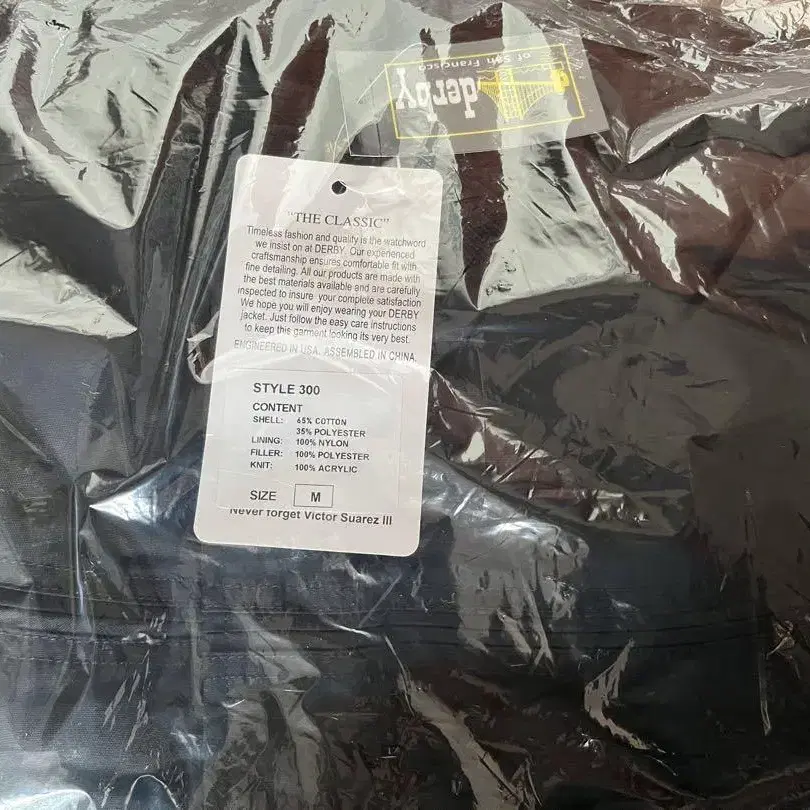 derby
of San Francisco
"THE CLASSIC"
Timeless fashion and quality is the watchword
we insist on at DERBY. Our experienced
craftsmanship ensures comfortable fit with
fine detailing. All our products are made with
the best materials available and are carefully
inspected to insure your complete satisfaction
We hope you will enjoy wearing your DERBY
jacket. Just follow the easy care instructions
to keep this garment looking its very best.
ENGINEERED IN USA. ASSEMBLED IN CHINA.
STYLE 300
CONTENT
SHELL: 65% COTTON
35% POLYESTER
LINING: 100% NYLON
FILLER: 100% POLYESTER
KNIT: 100% ACRYLIC
SIZE M
Never forget Victor Suarez III